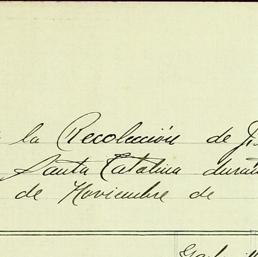 la Recolección de
Santa Catalina durante
de Noviembre de